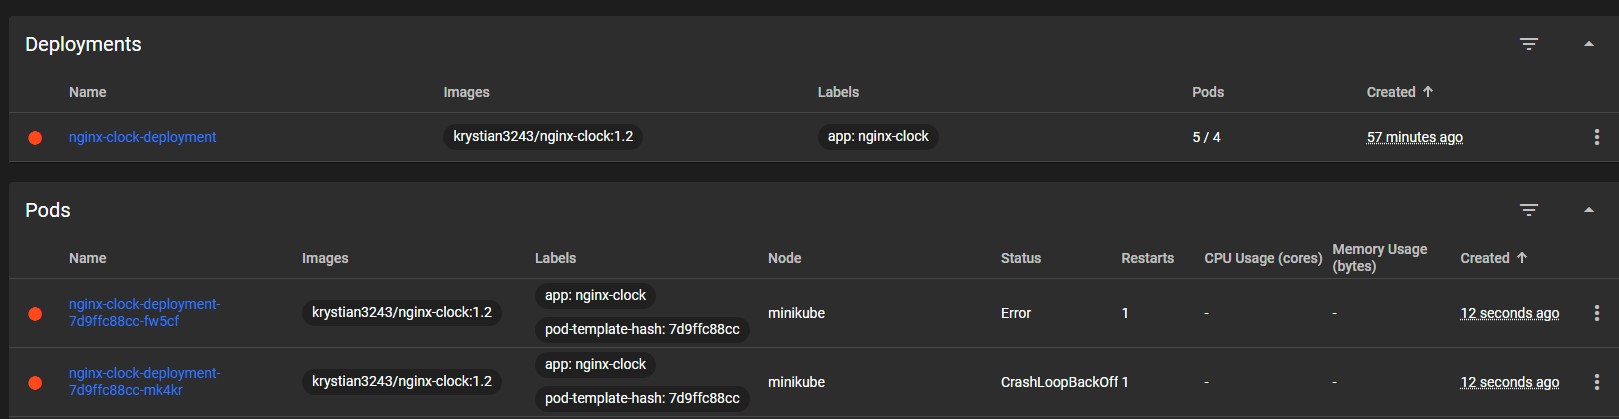 Deployments
Name Images Labels Pods Created ↑
nginx-clock-deployment krystian3243/nginx-clock:1.2 app: nginx-clock 5 / 4 57 minutes ago
Pods
Name Images Labels Node Status Restarts CPU Usage (cores) Memory Usage (bytes) Created ↑
nginx-clock-deployment-7d9ffc88cc-fw5cf krystian3243/nginx-clock:1.2 app: nginx-clock pod-template-hash: 7d9ffc88cc minikube Error 1 - - 12 seconds ago
nginx-clock-deployment-7d9ffc88cc-mk4kr krystian3243/nginx-clock:1.2 app: nginx-clock pod-template-hash: 7d9ffc88cc minikube CrashLoopBackOff 1 - - 12 seconds ago